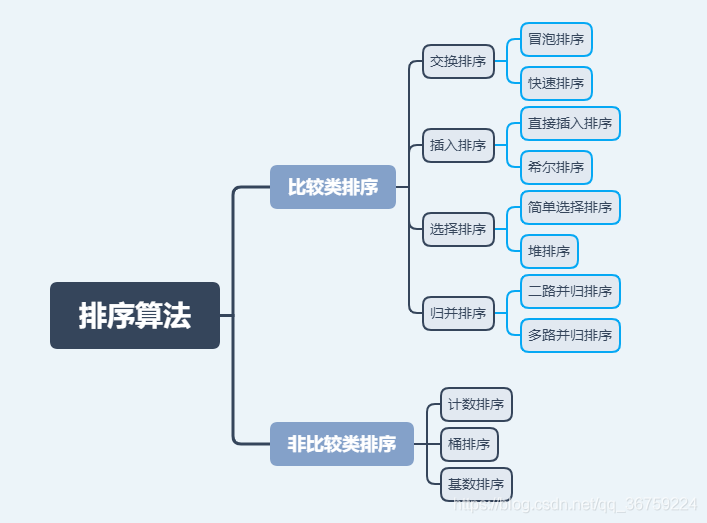 排序算法
比较类排序
交换排序
冒泡排序
快速排序
插入排序
直接插入排序
希尔排序
选择排序
简单选择排序
堆排序
归并排序
二路并归排序
多路并归排序
非比较类排序
计数排序
桶排序
基数排序
https://blog.csdn.net/qq_36759224